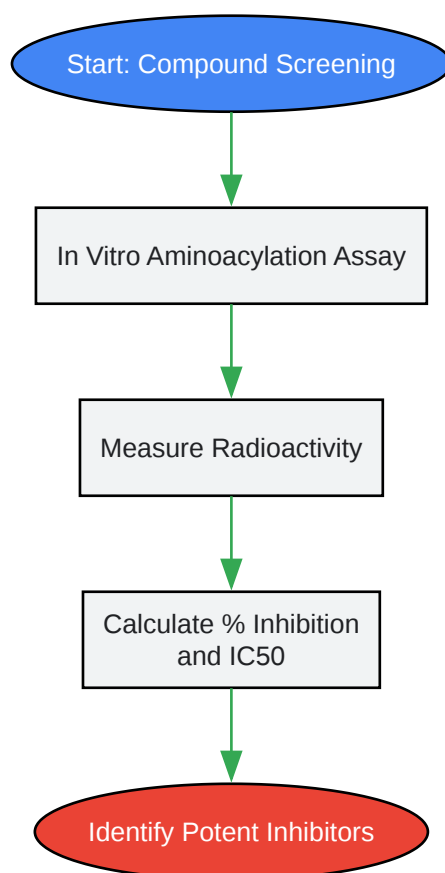 Start: Compound Screening
In Vitro Aminoacylation Assay
Measure Radioactivity
Calculate % Inhibition
and IC50
Identify Potent Inhibitors